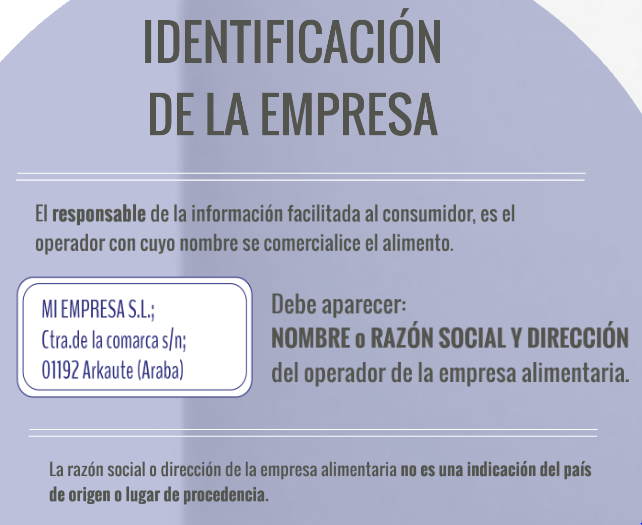 IDENTIFICACIÓN
DE LA EMPRESA
El responsable de la información facilitada al consumidor, es el
operador con cuyo nombre se comercialice el alimento.
MI EMPRESA S.L.;
Ctra.de la comarca s/n;
01192 Arkaute (Araba)
Debe aparecer:
NOMBRE o RAZÓN SOCIAL Y DIRECCIÓN
del operador de la empresa alimentaria.
La razón social o dirección de la empresa alimentaria no es una indicación del país
de origen o lugar de procedencia.